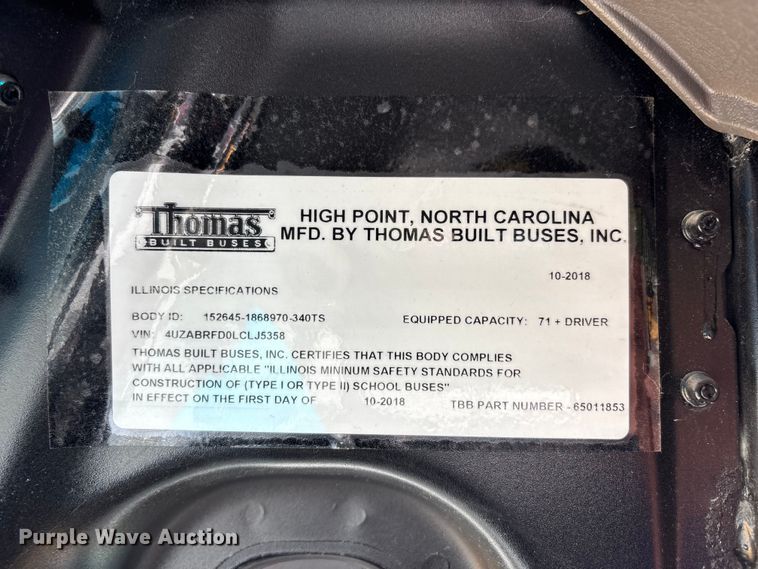 Thomas
BUILT BUSES
HIGH POINT, NORTH CAROLINA
MFD. BY THOMAS BUILT BUSES, INC.
10-2018
ILLINOIS SPECIFICATIONS
BODY ID: 152645-1868970-340TS EQUIPPED CAPACITY: 71 + DRIVER
VIN: 4UZABRFD0LCLJ5358
THOMAS BUILT BUSES, INC. CERTIFIES THAT THIS BODY COMPLIES
WITH ALL APPLICABLE "ILLINOIS MININUM SAFETY STANDARDS FOR
CONSTRUCTION OF (TYPE I OR TYPE II) SCHOOL BUSES"
IN EFFECT ON THE FIRST DAY OF 10-2018 TBB PART NUMBER - 65011853
Purple Wave Auction